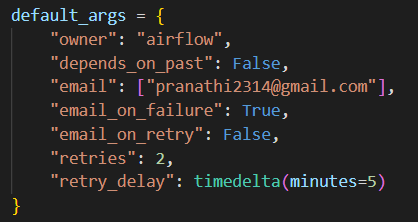 default_args = {
    "owner": "airflow",
    "depends_on_past": False,
    "email": ["pranathi2314@gmail.com"],
    "email_on_failure": True,
    "email_on_retry": False,
    "retries": 2,
    "retry_delay": timedelta(minutes=5)
}